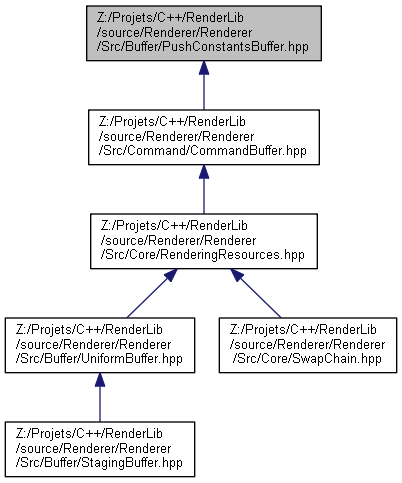 Z:/Projets/C++/RenderLib
/source/Renderer/Renderer
/Src/Buffer/PushConstantsBuffer.hpp
Z:/Projets/C++/RenderLib
/source/Renderer/Renderer
/Src/Command/CommandBuffer.hpp
Z:/Projets/C++/RenderLib
/source/Renderer/Renderer
/Src/Core/RenderingResources.hpp
Z:/Projets/C++/RenderLib
/source/Renderer/Renderer
/Src/Buffer/UniformBuffer.hpp
Z:/Projets/C++/RenderLib
/source/Renderer/Renderer
/Src/Core/SwapChain.hpp
Z:/Projets/C++/RenderLib
/source/Renderer/Renderer
/Src/Buffer/StagingBuffer.hpp